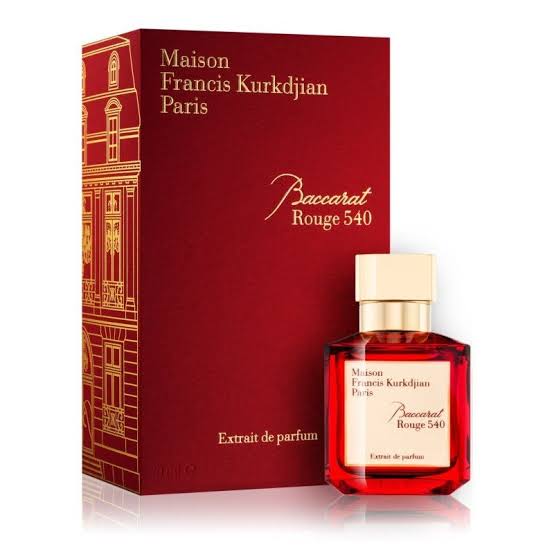 Maison
Francis Kurkdjian
Paris
Baccarat
Rouge 540
Extrait de parfum
Maison
Francis Kurkdjian
Paris
Baccarat
Rouge 540
Extrait de parfum